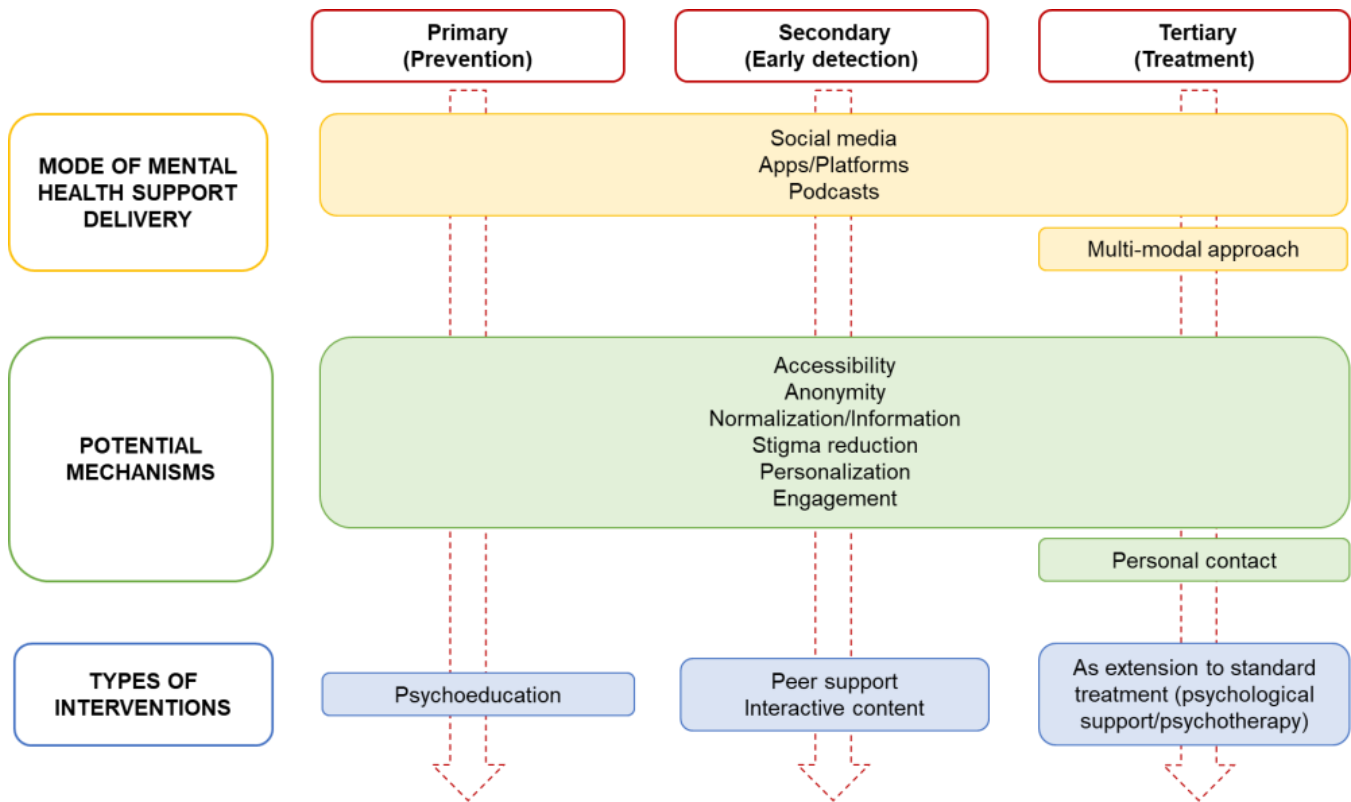 Primary
(Prevention)
Secondary
(Early detection)
Tertiary
(Treatment)
MODE OF MENTAL
HEALTH SUPPORT
DELIVERY
Social media
Apps/Platforms
Podcasts
Multi-modal approach
POTENTIAL
MECHANISMS
Accessibility
Anonymity
Normalization/Information
Stigma reduction
Personalization
Engagement
Personal contact
TYPES OF
INTERVENTIONS
Psychoeducation
Peer support
Interactive content
As extension to standard
treatment (psychological
support/psychotherapy)